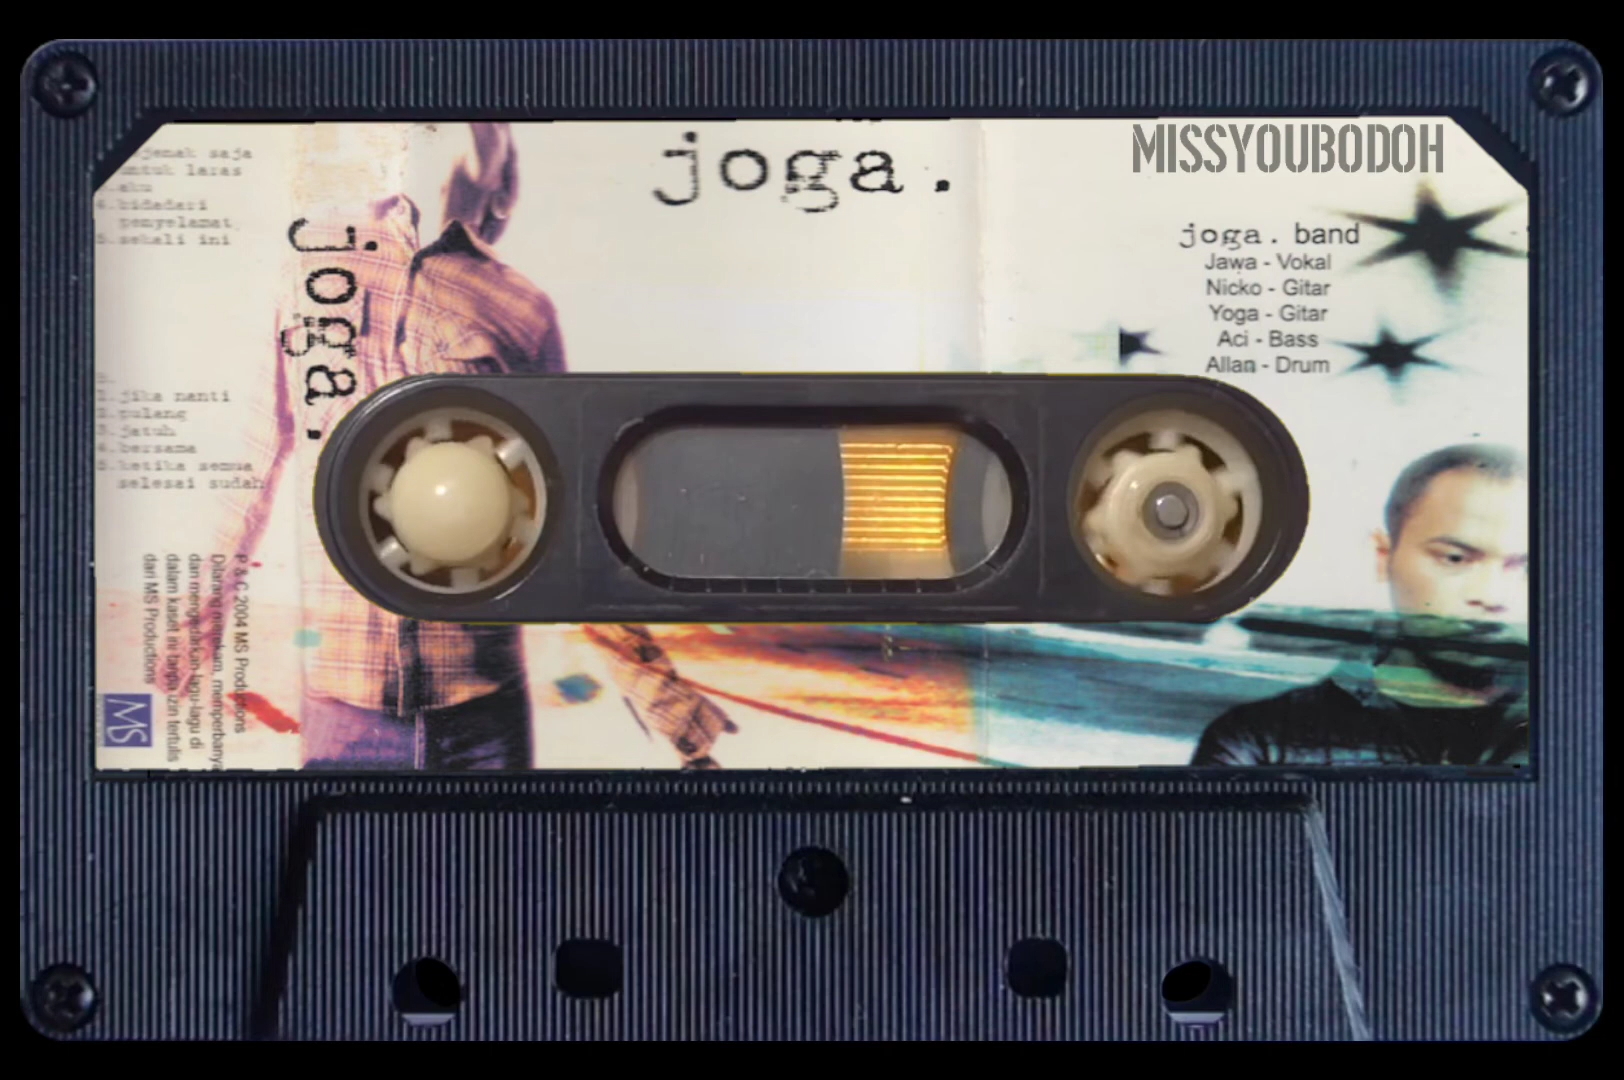 joga.
MISSYOUBODOH
jenak saja
untuk laras
aku
4. bidadari
penyelamat
5. sekali ini
joga.
joga. band
Jawa - Vokal
Nicko - Gitar
Yoga - Gitar
Aci - Bass
Allan - Drum
1. jika nanti
2. pulang
3. jatuh
4. bersama
5. ketika semua
selesai sudah
P & C 2004 MS Productions
Dilarang merekam, memperbanya
dan mengedarkan lagu-lagu di
dalam kaset ini tanpa izin tertulis
dari MS Productions
MS